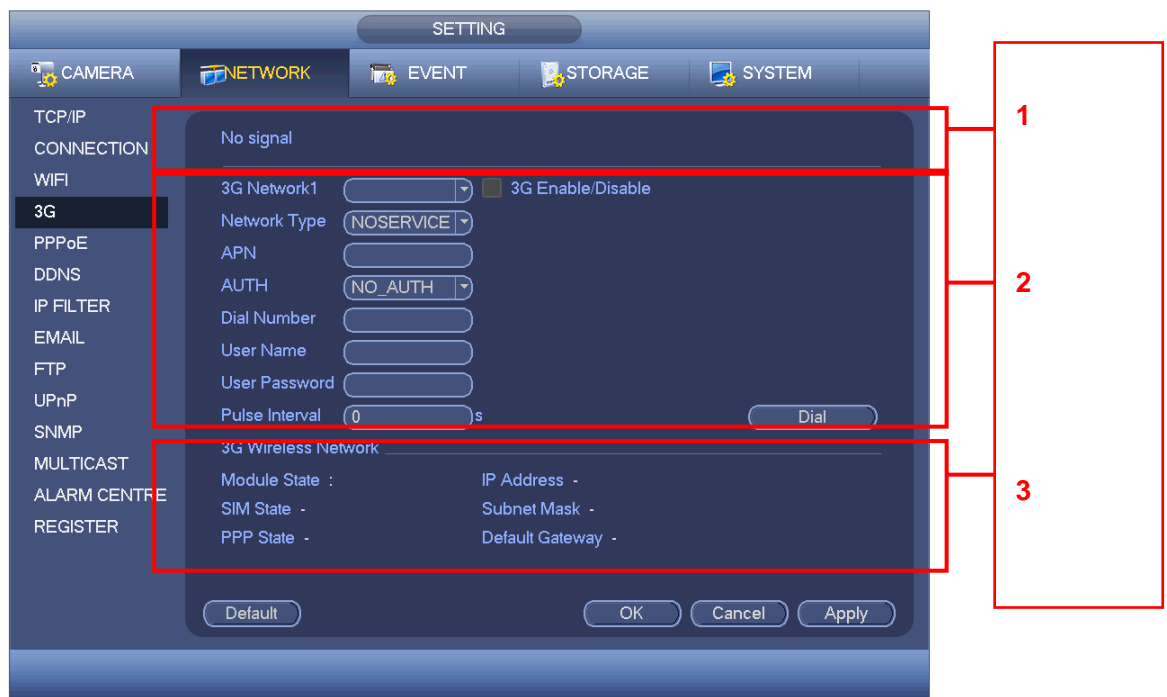 SETTING
CAMERA NETWORK EVENT STORAGE SYSTEM
TCP/IP
CONNECTION
WIFI
3G
PPPoE
DDNS
IP FILTER
EMAIL
FTP
UPnP
SNMP
MULTICAST
ALARM CENTRE
REGISTER
No signal
3G Network1 3G Enable/Disable
Network Type NOSERVICE
APN
AUTH NO_AUTH
Dial Number
User Name
User Password
Pulse Interval 0 s Dial
3G Wireless Network
Module State : IP Address -
SIM State - Subnet Mask -
PPP State - Default Gateway -
Default OK Cancel Apply
1
2
3